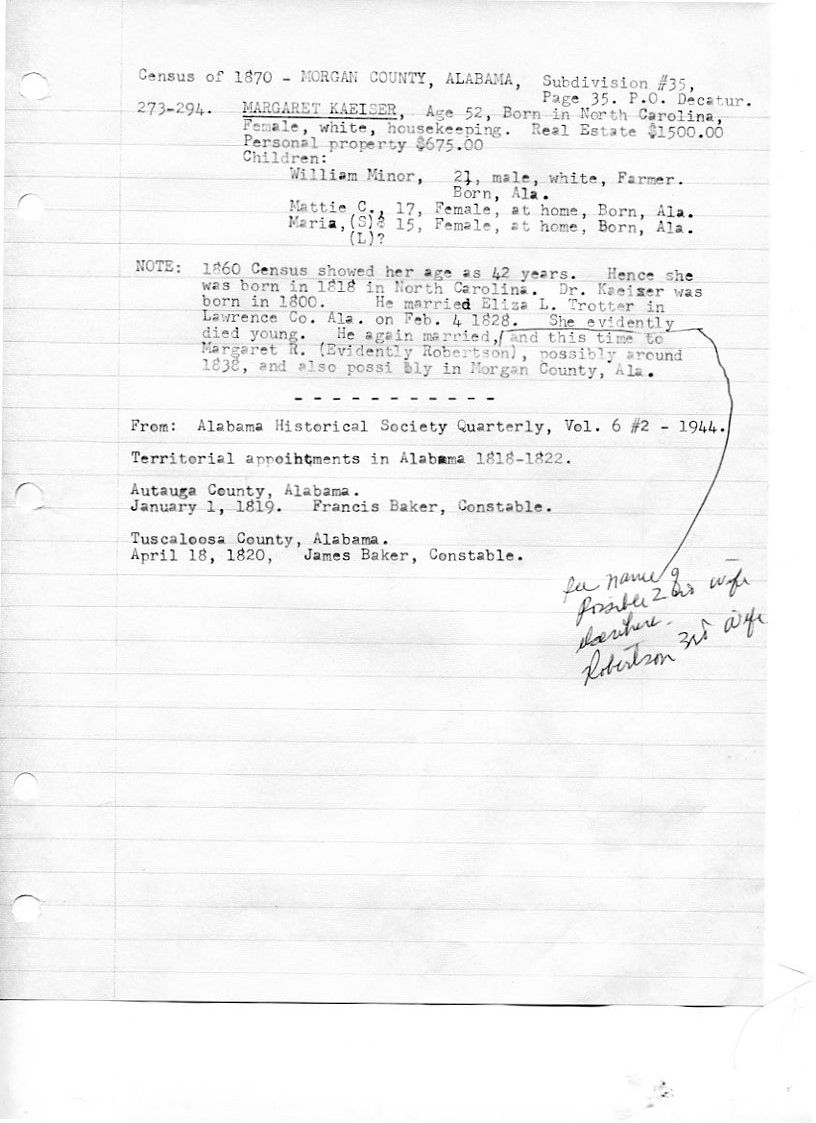 Census of 1870 - MORGAN COUNTY, ALABAMA, Subdivision #35,
Page 35. P.O. Decatur.
273-294. MARGARET KAEISER, Age 52, Born in North Carolina,
Female, white, housekeeping. Real Estate $1500.00
Personal property $675.00
Children:
William Minor, 21, male, white, Farmer.
Born, Ala.
Mattie C., 17, Female, at home, Born, Ala.
Maria, (S)& 15, Female, at home, Born, Ala.
(L)?
NOTE: 1860 Census showed her age as 42 years. Hence she
was born in 1818 in North Carolina. Dr. Kaeiser was
born in 1800. He married Eliza L. Trotter in
Lawrence Co. Ala. on Feb. 4 1828. She evidently
died young. He again married,/and this time to
Margaret R. (Evidently Robertson), possibly around
1838, and also possi bly in Morgan County, Ala.
- - - - - - - - - - -
From: Alabama Historical Society Quarterly, Vol. 6 #2 - 1944.
Territorial appoihtments in Alabama 1818-1822.
Autauga County, Alabama.
January 1, 1819. Francis Baker, Constable.
Tuscaloosa County, Alabama.
April 18, 1820, James Baker, Constable.
See name of
Possible 2nd wife
elsewhere.
Robertson 3rd wife